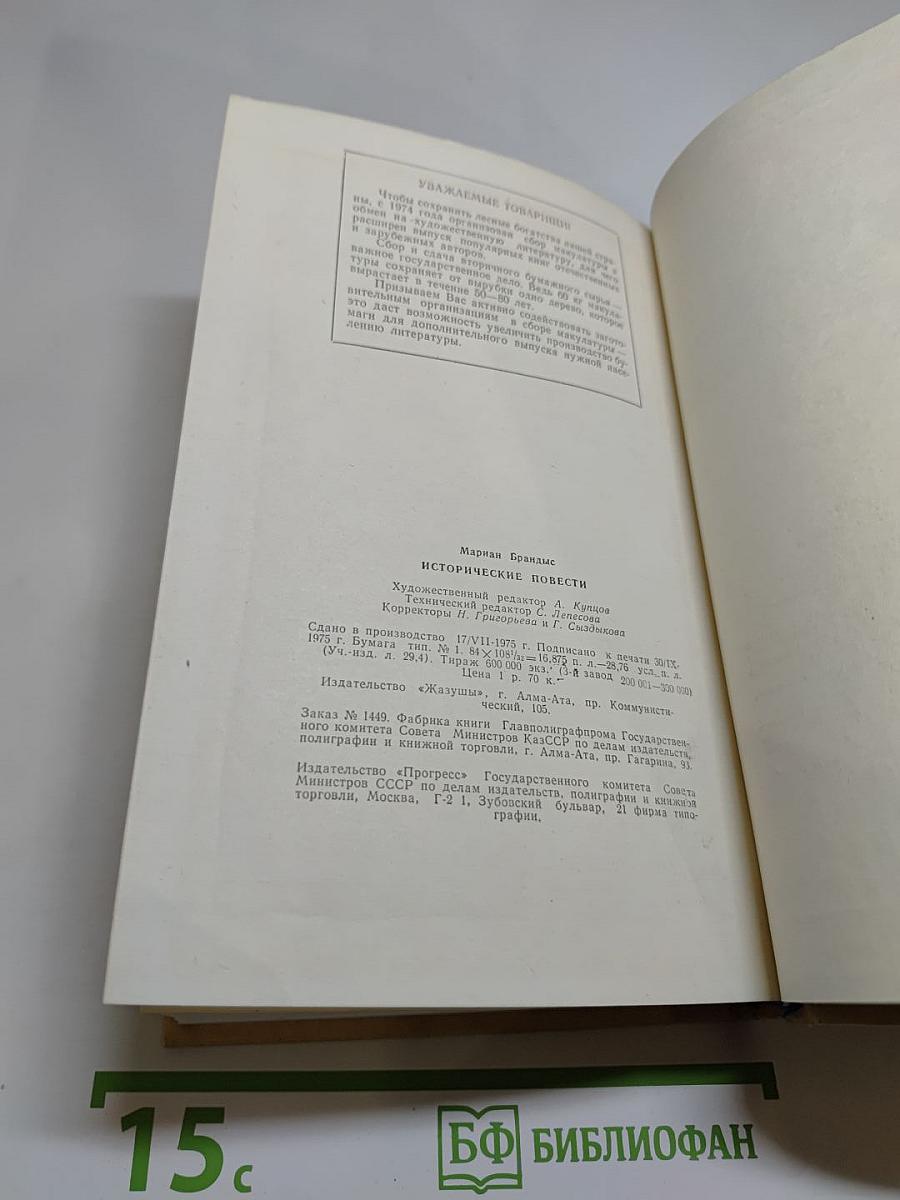 УВАЖАЕМЫЕ ТОВАРИЩИ!
Чтобы сохранить лесные богатства нашей стра-
ны, с 1974 года организован сбор макулатуры в
обмен на художественную литературу, для чего
расширен выпуск популярных книг отечественных
и зарубежных авторов.
Сбор и сдача вторичного бумажного сырья —
важное государственное дело. Ведь 60 кг макула-
туры сохраняет от вырубки одно дерево, которое
вырастает в течение 50—80 лет.
Призываем Вас активно содействовать загото-
вительным организациям в сборе макулатуры —
это даст возможность увеличить производство бу-
маги для дополнительного выпуска нужной насе-
лению литературы.
Мариан Брандыс
ИСТОРИЧЕСКИЕ ПОВЕСТИ
Художественный редактор А. Купцов
Технический редактор С. Лепесова
Корректоры Н. Григорьева и Г. Сыздыкова
Сдано в производство 17/VII-1975 г. Подписано к печати 30/IX-
1975 г. Бумага тип. № 1. 84×108¹/₃₂=16,875 п. л.—28,76 усл. п. л.
(Уч.-изд. л. 29,4). Тираж 600 000 экз. (3-й завод 200 001—300 000)
Цена 1 р. 70 к.
Издательство «Жазушы», г. Алма-Ата, пр. Коммунисти-
ческий, 105.
Заказ № 1449. Фабрика книги Главполиграфпрома Государствен-
ного комитета Совета Министров КазССР по делам издательств,
полиграфии и книжной торговли, г. Алма-Ата, пр. Гагарина, 93.
Издательство «Прогресс» Государственного комитета Совета
Министров СССР по делам издательств, полиграфии и книжной
торговли, Москва, Г-2 1, Зубовский бульвар, 21 фирма типо-
графии.
15 с
БФ БИБЛИОФАН